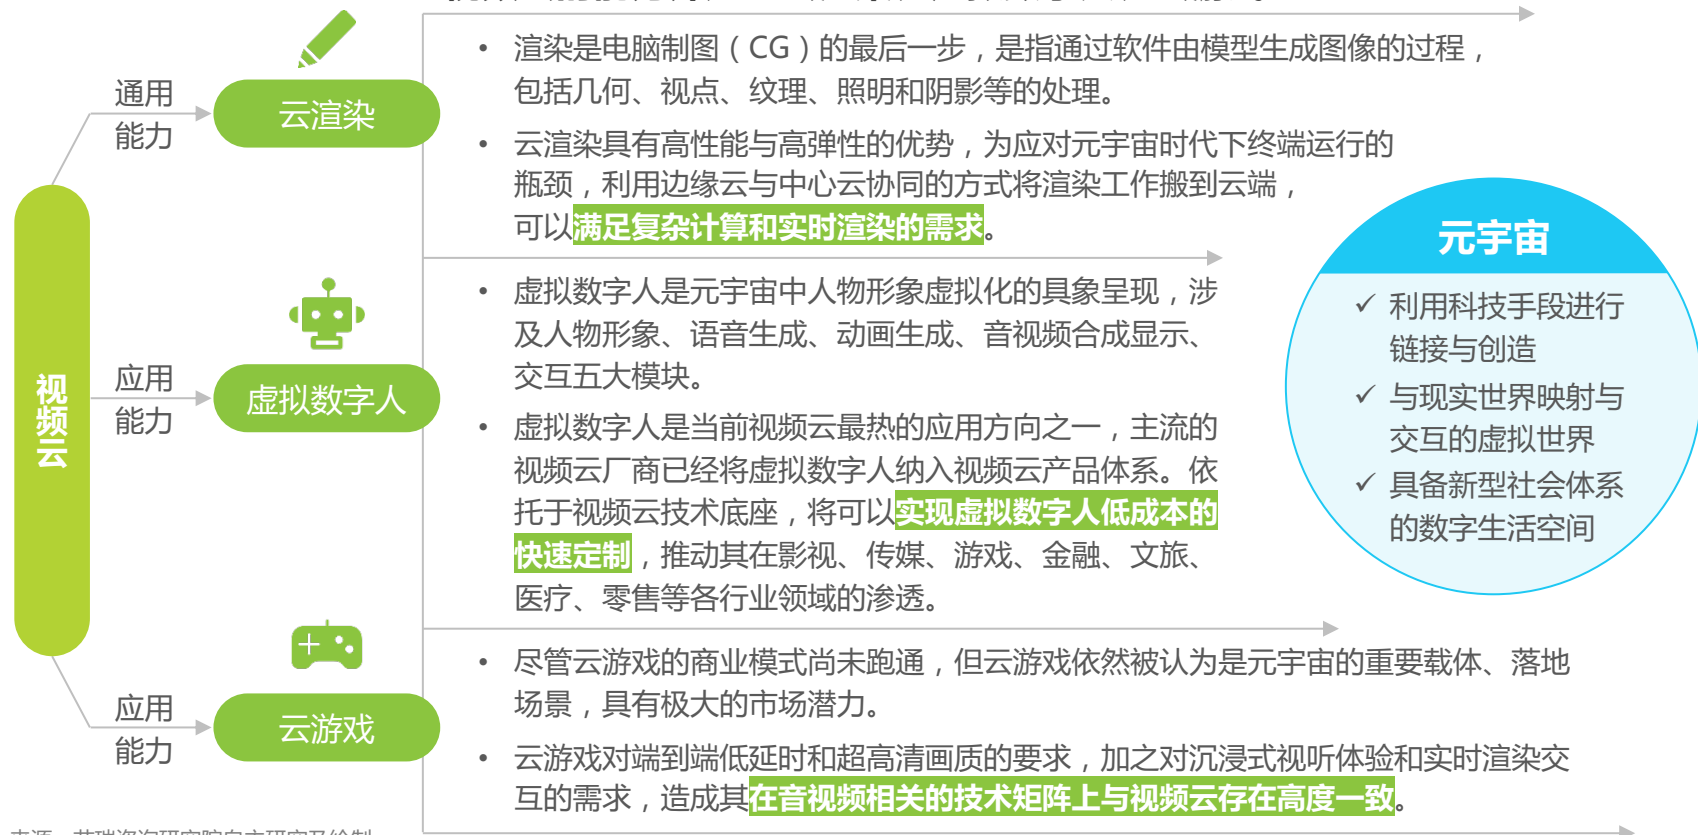 渲染是电脑制图（CG）的最后一步，是指通过软件由模型生成图像的过程，
包括几何、视点、纹理、照明和阴影等的处理。
通用
能力
云渲染
云渲染具有高性能与高弹性的优势，为应对元宇宙时代下终端运行的
瓶颈，利用边缘云与中心云协同的方式将渲染工作搬到云端，
可以满足复杂计算和实时渲染的需求。
视频云
应用
能力
虚拟数字人
虚拟数字人是元宇宙中人物形象虚拟化的具象呈现，涉
及人物形象、语音生成、动画生成、音视频合成显示、
交互五大模块。
虚拟数字人是当前视频云最热的应用方向之一，主流的
视频云厂商已经将虚拟数字人纳入视频云产品体系。依
托于视频云技术底座，将可以实现虚拟数字人低成本的
快速定制，推动其在影视、传媒、游戏、金融、文旅、
医疗、零售等各行业领域的渗透。
元宇宙
✓ 利用科技手段进行
链接与创造
✓ 与现实世界映射与
交互的虚拟世界
✓ 具备新型社会体系
的数字生活空间
应用
能力
云游戏
尽管云游戏的商业模式尚未跑通，但云游戏依然被认为是元宇宙的重要载体、落地
场景，具有极大的市场潜力。
云游戏对端到端低延时和超高清画质的要求，加之对沉浸式视听体验和实时渲染交
互的需求，造成其在音视频相关的技术矩阵上与视频云存在高度一致。